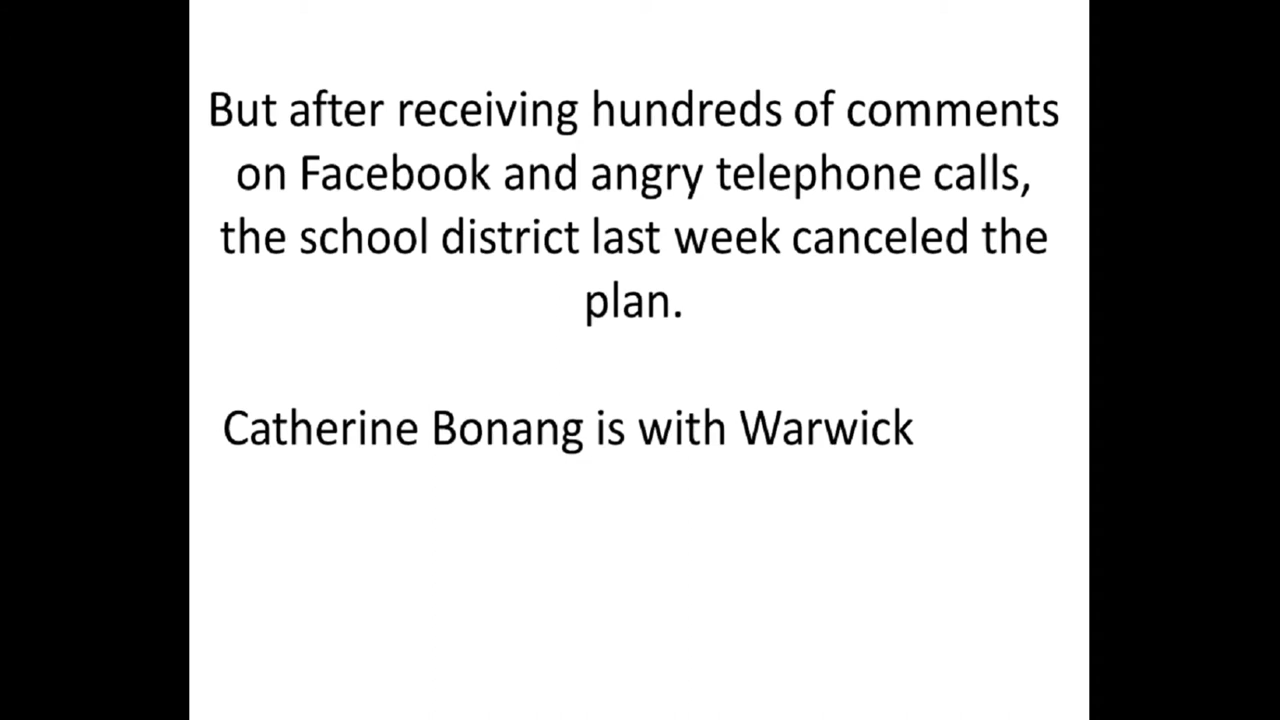 But after receiving hundreds of comments
on Facebook and angry telephone calls,
the school district last week canceled the
plan.
Catherine Bonang is with Warwick